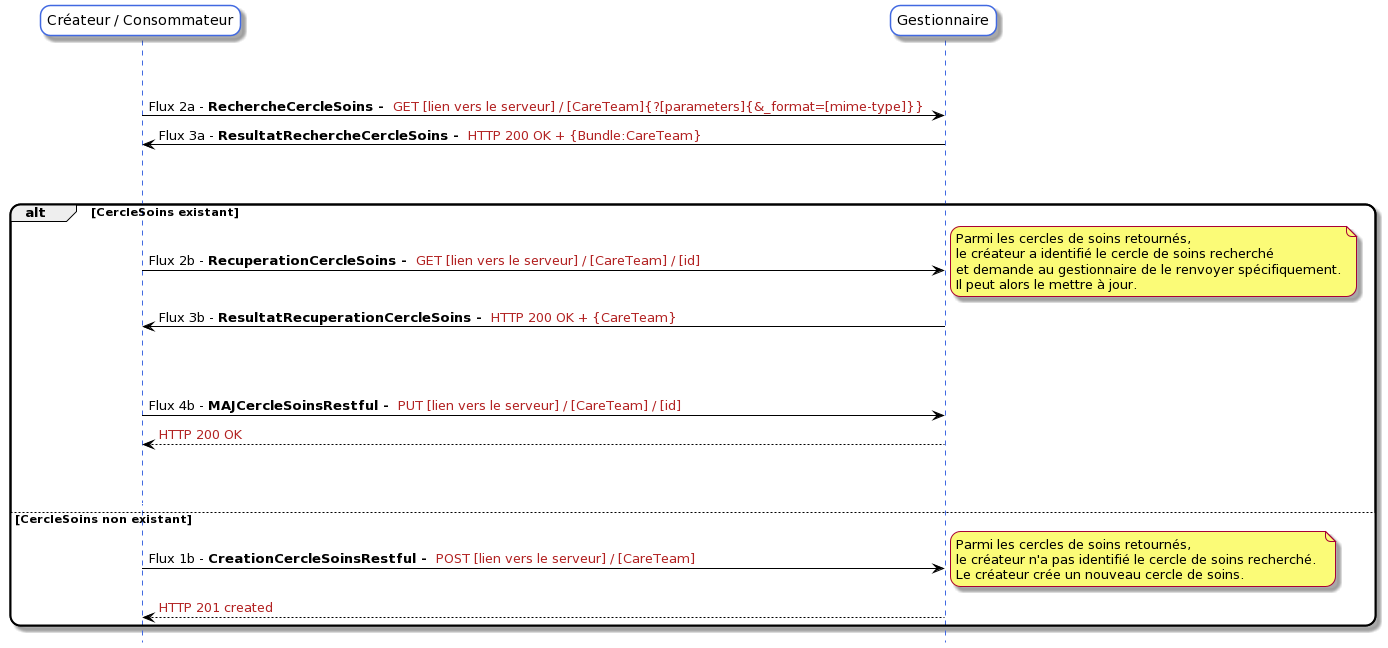 Créateur / Consommateur
Gestionnaire
Flux 2a - RechercheCercleSoins - GET [lien vers le serveur] / [CareTeam]{?[parameters]{&_format=[mime-type]}}
Flux 3a - ResultatRechercheCercleSoins - HTTP 200 OK + {Bundle:CareTeam}
alt [CercleSoins existant]
Parmi les cercles de soins retournés,
le créateur a identifié le cercle de soins recherché
et demande au gestionnaire de le renvoyer spécifiquement.
Il peut alors le mettre à jour.
Flux 2b - RecuperationCercleSoins - GET [lien vers le serveur] / [CareTeam] / [id]
Flux 3b - ResultatRecuperationCercleSoins - HTTP 200 OK + {CareTeam}
Flux 4b - MAJCercleSoinsRestful - PUT [lien vers le serveur] / [CareTeam] / [id]
HTTP 200 OK
[CercleSoins non existant]
Parmi les cercles de soins retournés,
le créateur n'a pas identifié le cercle de soins recherché.
Le créateur crée un nouveau cercle de soins.
Flux 1b - CreationCercleSoinsRestful - POST [lien vers le serveur] / [CareTeam]
HTTP 201 created